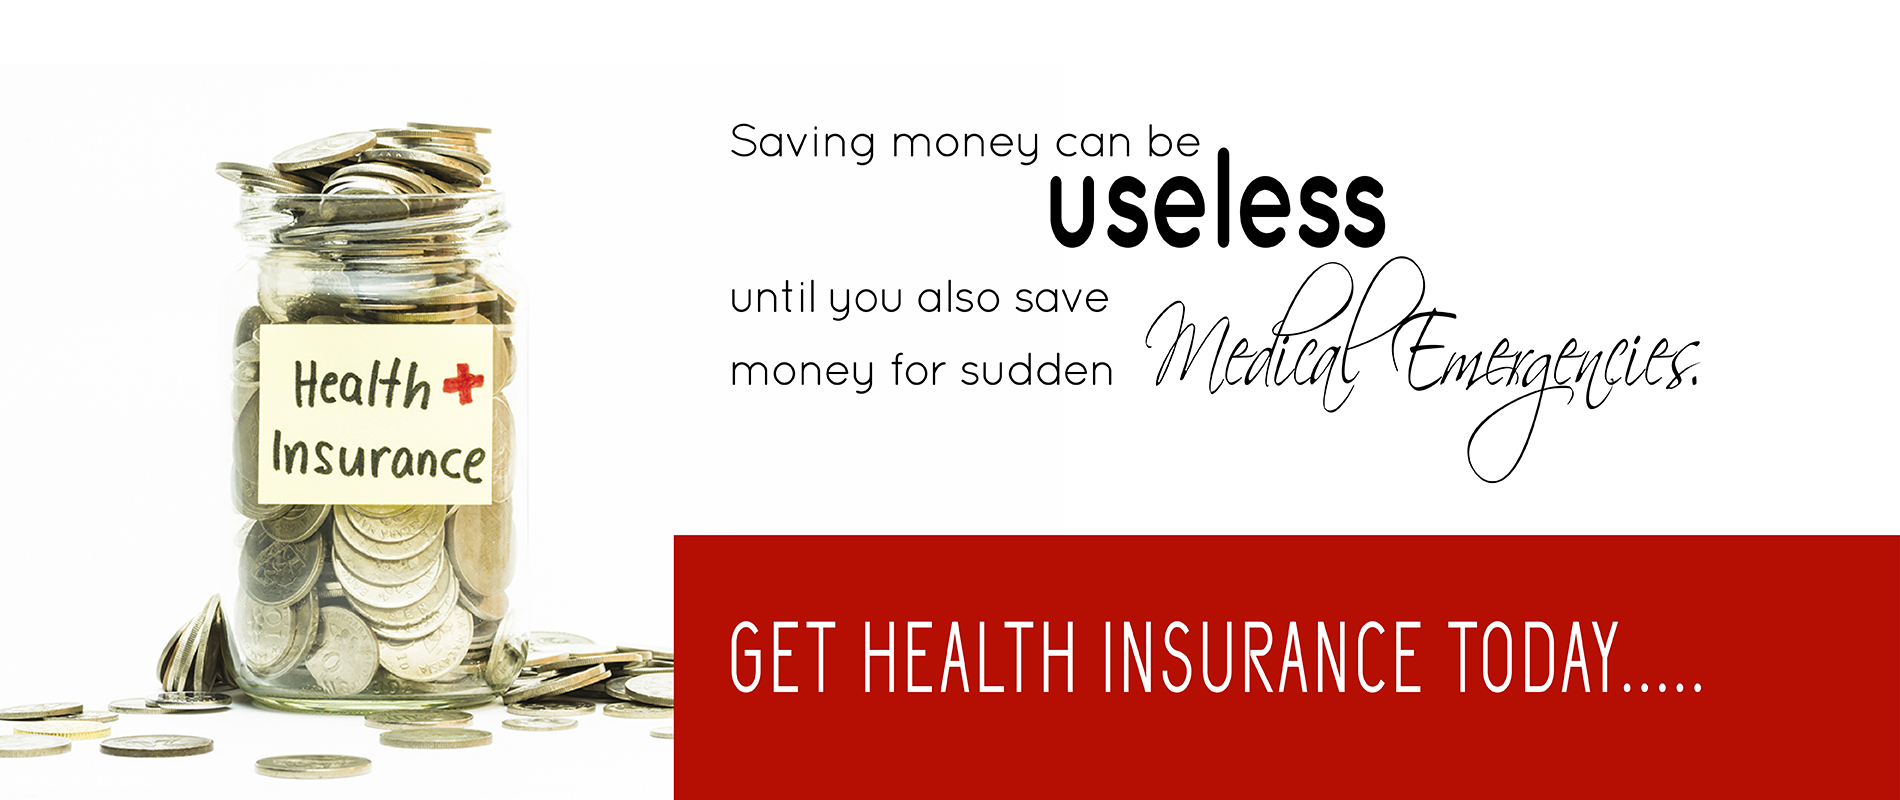 Health
Insurance
Saving money can be
useless
until you also save
money for sudden Medical Emergencies.
GET HEALTH INSURANCE TODAY.....